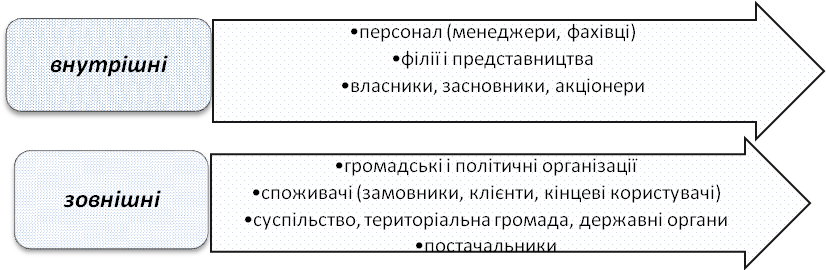 внутрішні
•персонал (менеджери, фахівці)
•філії і представництва
•власники, засновники, акціонери
зовнішні
•громадські і політичні організації
•споживачі (замовники, клієнти, кінцеві користувачі)
•суспільство, територіальна громада, державні органи
•постачальники